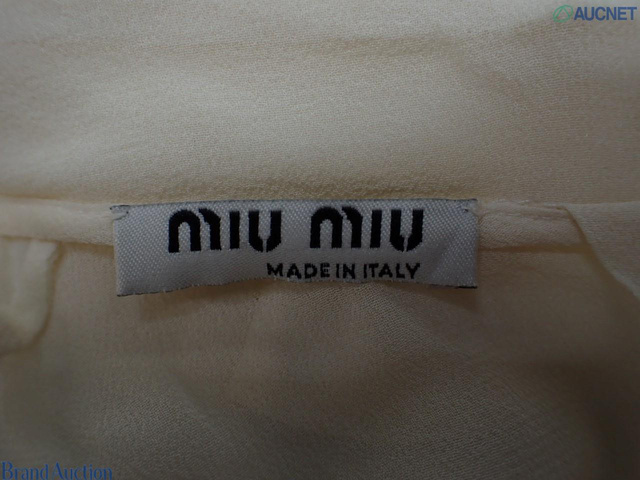 AUCNET
MIU MIU
MADE IN ITALY
Brand Auction